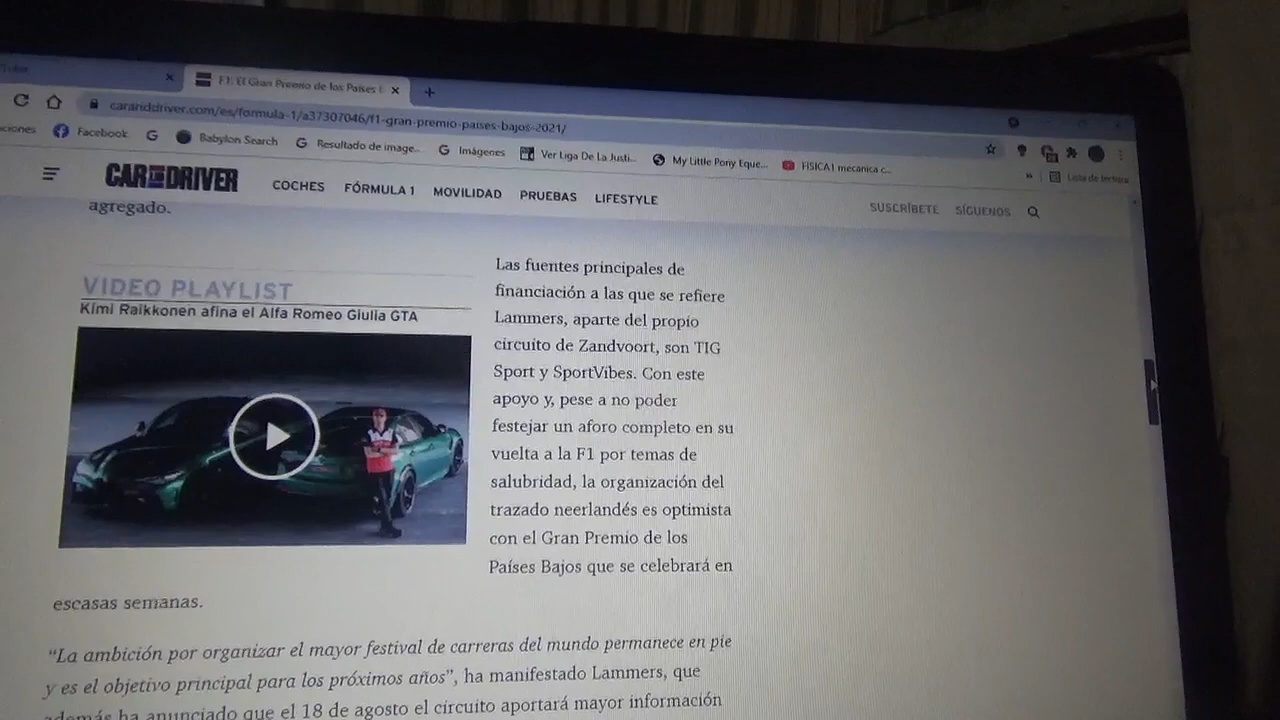 F1: El Gran Premio de los Países
caranddriver.com/es/formula-1/a37307046/f1-gran-premio-paises-bajos-2021/
ciones Facebook Babylon Search Resultado de image... Imágenes Ver Liga De La Justi... My Little Pony Eque... FISICA1 mecanica c... » Lista de lectura
CAR AND DRIVER COCHES FÓRMULA 1 MOVILIDAD PRUEBAS LIFESTYLE SUSCRÍBETE SÍGUENOS
agregado.
VIDEO PLAYLIST
Kimi Raikkonen afina el Alfa Romeo Giulia GTA
Las fuentes principales de
financiación a las que se refiere
Lammers, aparte del propio
circuito de Zandvoort, son TIG
Sport y SportVibes. Con este
apoyo y, pese a no poder
festejar un aforo completo en su
vuelta a la F1 por temas de
salubridad, la organización del
trazado neerlandés es optimista
con el Gran Premio de los
Países Bajos que se celebrará en
escasas semanas.
“La ambición por organizar el mayor festival de carreras del mundo permanece en pie
y es el objetivo principal para los próximos años”, ha manifestado Lammers, que
además ha anunciado que el 18 de agosto el circuito aportará mayor información